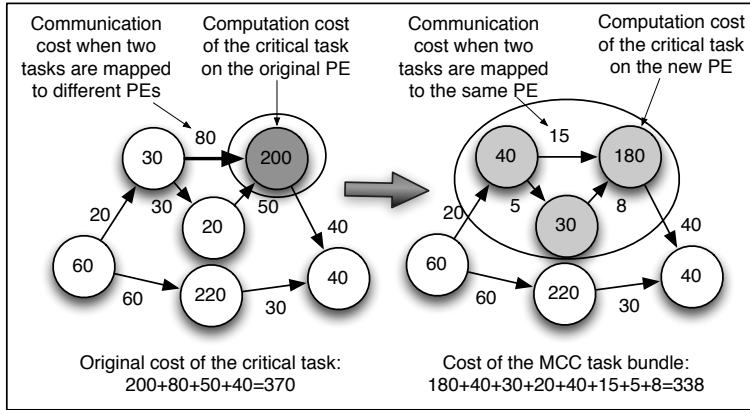 Communication
cost when two
tasks are mapped
to different PEs
Computation cost
of the critical task
on the original PE
80
30
200
20
30
20
50
40
60
60
220
30
40
Original cost of the critical task:
200+80+50+40=370
Communication
cost when two
tasks are mapped
to the same PE
Computation cost
of the critical task
on the new PE
15
40
180
20
5
30
8
40
60
60
220
30
40
Cost of the MCC task bundle:
180+40+30+20+40+15+5+8=338